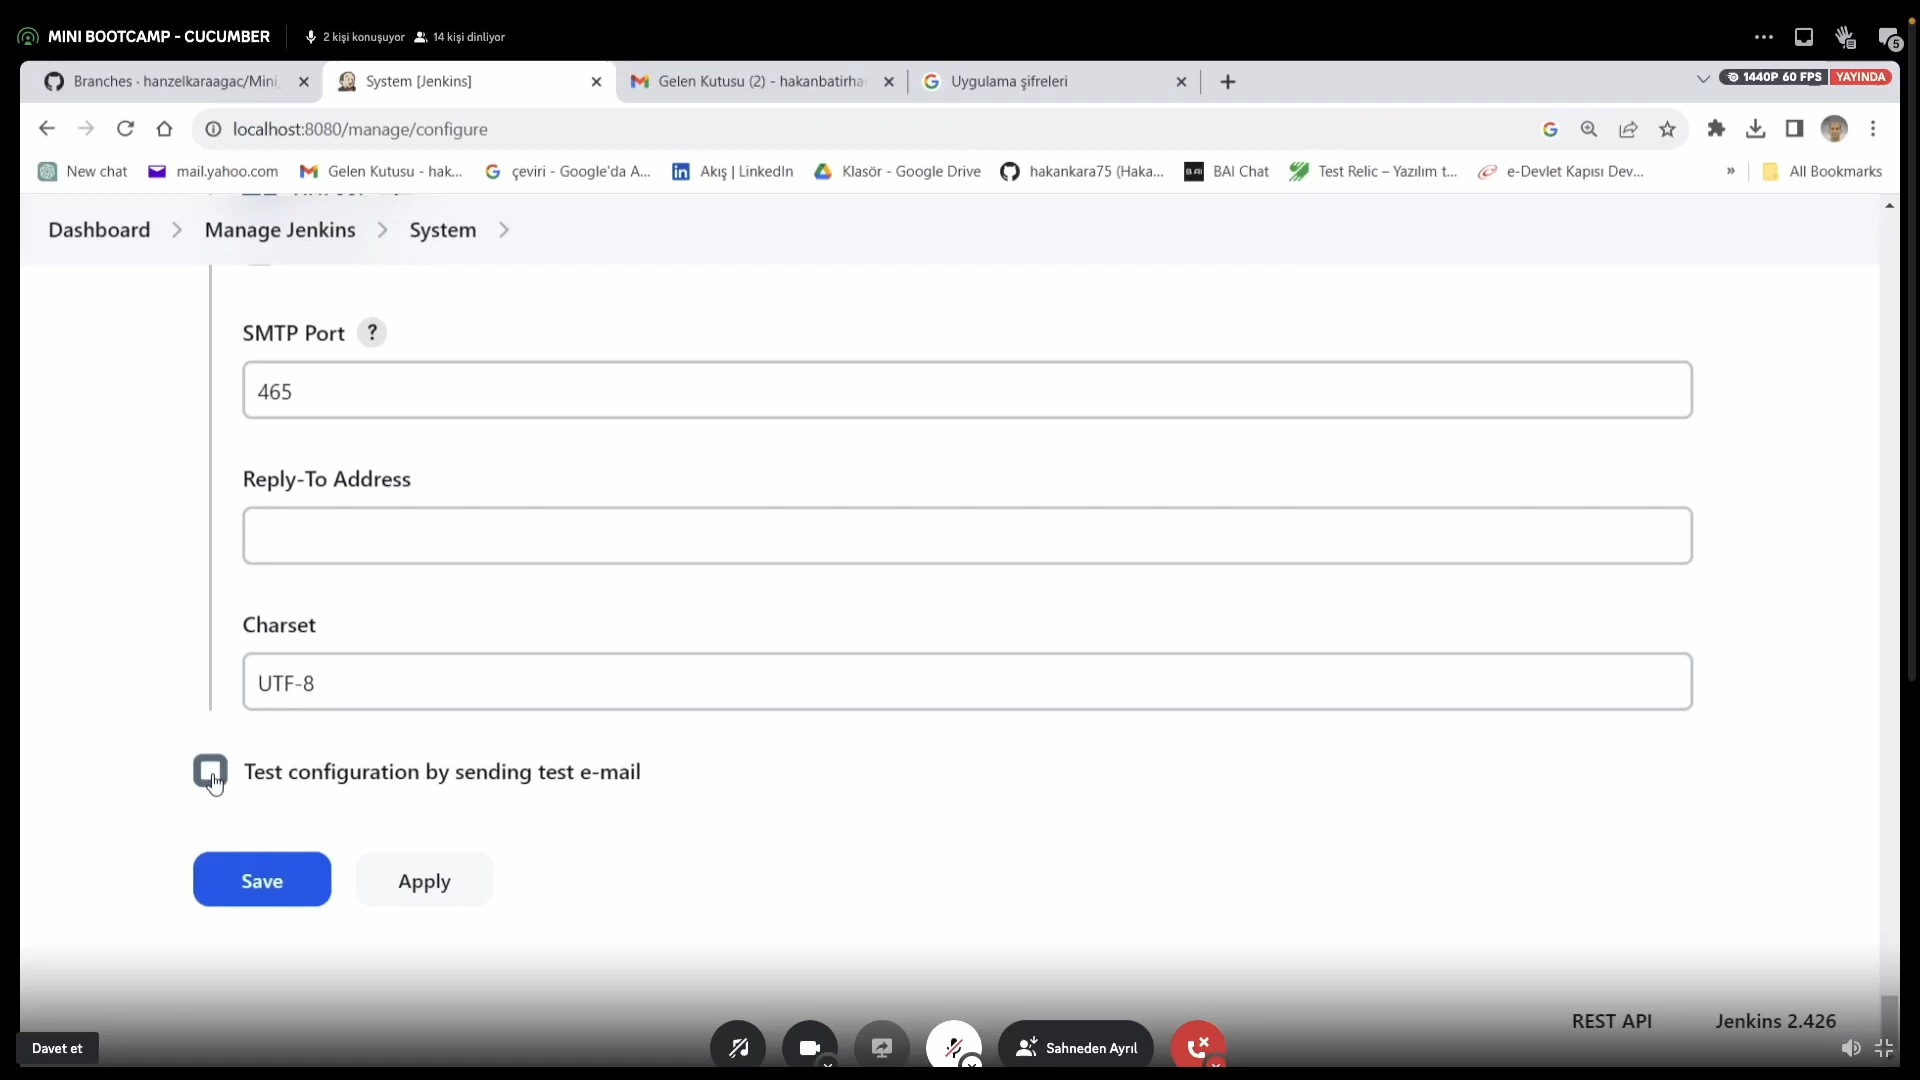 MINI BOOTCAMP - CUCUMBER
2 kişi konuşuyor
14 kişi dinliyor
5
Branches · hanzelkaraagac/Mini_
System [Jenkins]
Gelen Kutusu (2) - hakanbatirha
Uygulama şifreleri
1440P 60 FPS
YAYINDA
localhost:8080/manage/configure
New chat
mail.yahoo.com
Gelen Kutusu - hak...
çeviri - Google'da A...
Akış | LinkedIn
Klasör - Google Drive
hakankara75 (Haka...
BAI Chat
Test Relic – Yazılım t...
e-Devlet Kapısı Dev...
»
All Bookmarks
Dashboard
Manage Jenkins
System
SMTP Port ?
465
Reply-To Address
Charset
UTF-8
Test configuration by sending test e-mail
Save
Apply
REST API
Jenkins 2.426
Davet et
Sahneden Ayrıl